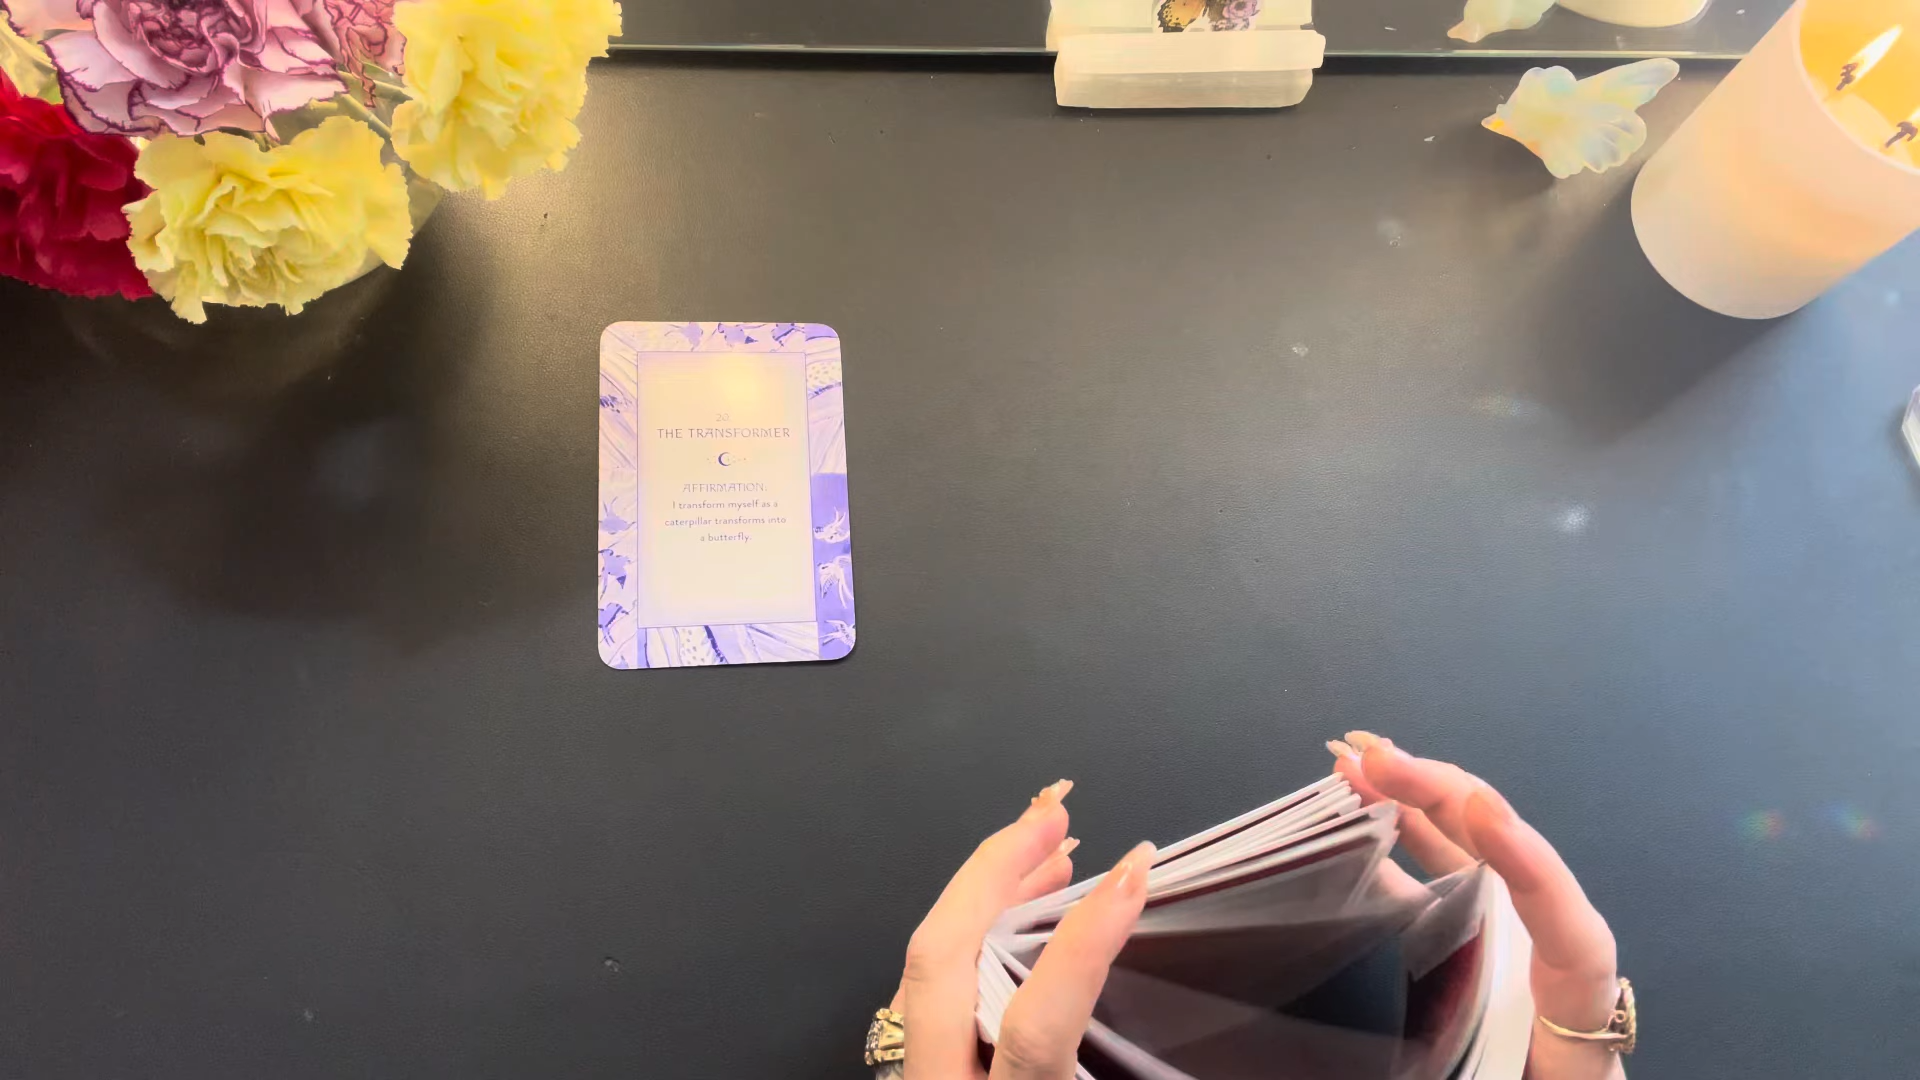 20.
THE TRANSFORMER
AFFIRMATION:
I transform myself as a
caterpillar transforms into
a butterfly.